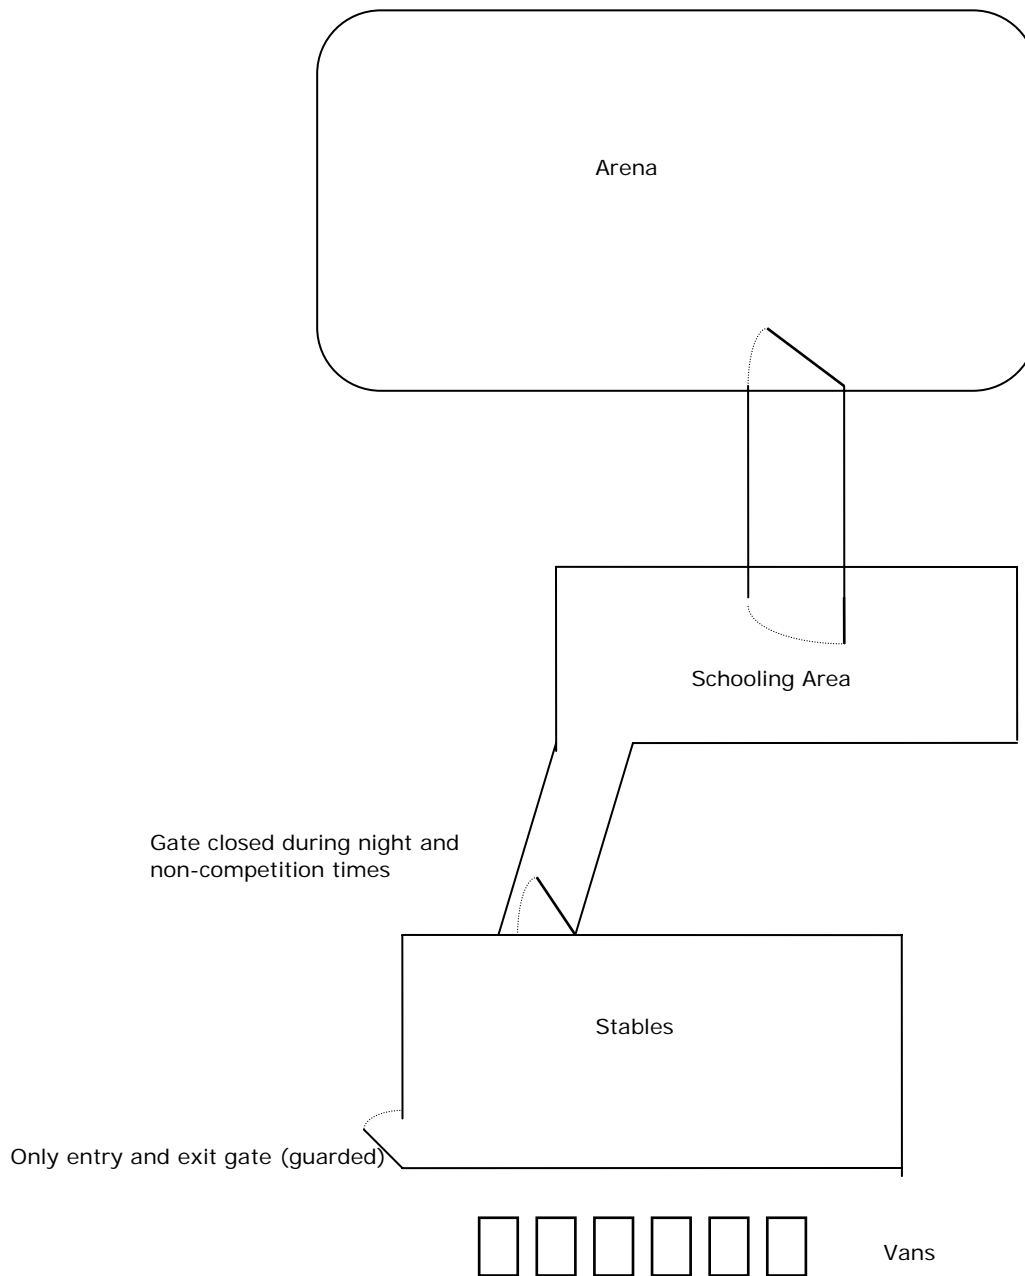 Arena
Schooling Area
Gate closed during night and
non-competition times
Stables
Only entry and exit gate (guarded)
Vans